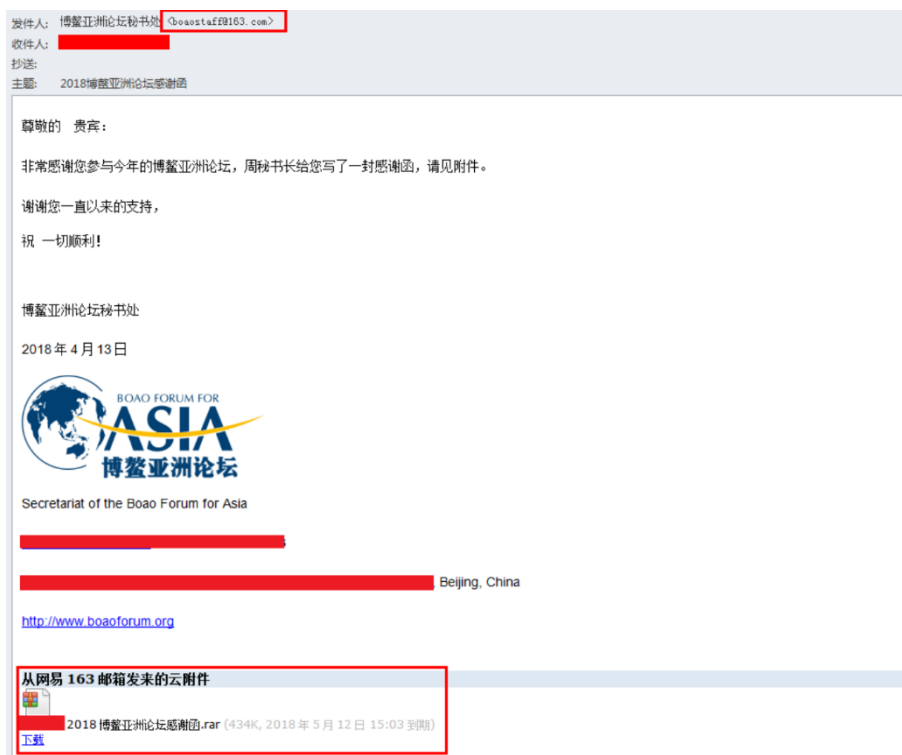 发件人: 博鳌亚洲论坛秘书处 <boaostaff@163.com>
收件人:
抄送:
主题: 2018博鳌亚洲论坛感谢函
尊敬的 贵宾：
非常感谢您参与今年的博鳌亚洲论坛，周秘书长给您写了一封感谢函，请见附件。
谢谢您一直以来的支持，
祝 一切顺利！
博鳌亚洲论坛秘书处
2018 年 4 月 13 日
BOAO FORUM FOR
ASIA
博鳌亚洲论坛
Secretariat of the Boao Forum for Asia
, Beijing, China
http://www.boaoforum.org
从网易 163 邮箱发来的云附件
2018 博鳌亚洲论坛感谢函.rar (434K, 2018 年 5 月 12 日 15:03 到期)
下载